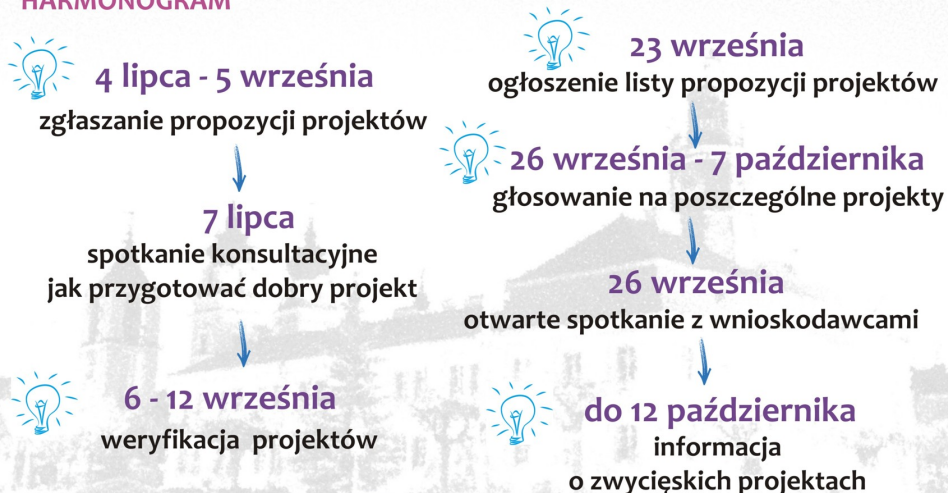 HARMONOGRAM
4 lipca - 5 września
zgłaszanie propozycji projektów
7 lipca
spotkanie konsultacyjne
jak przygotować dobry projekt
6 - 12 września
weryfikacja projektów
23 września
ogłoszenie listy propozycji projektów
26 września - 7 października
głosowanie na poszczególne projekty
26 września
otwarte spotkanie z wnioskodawcami
do 12 października
informacja
o zwycięskich projektach